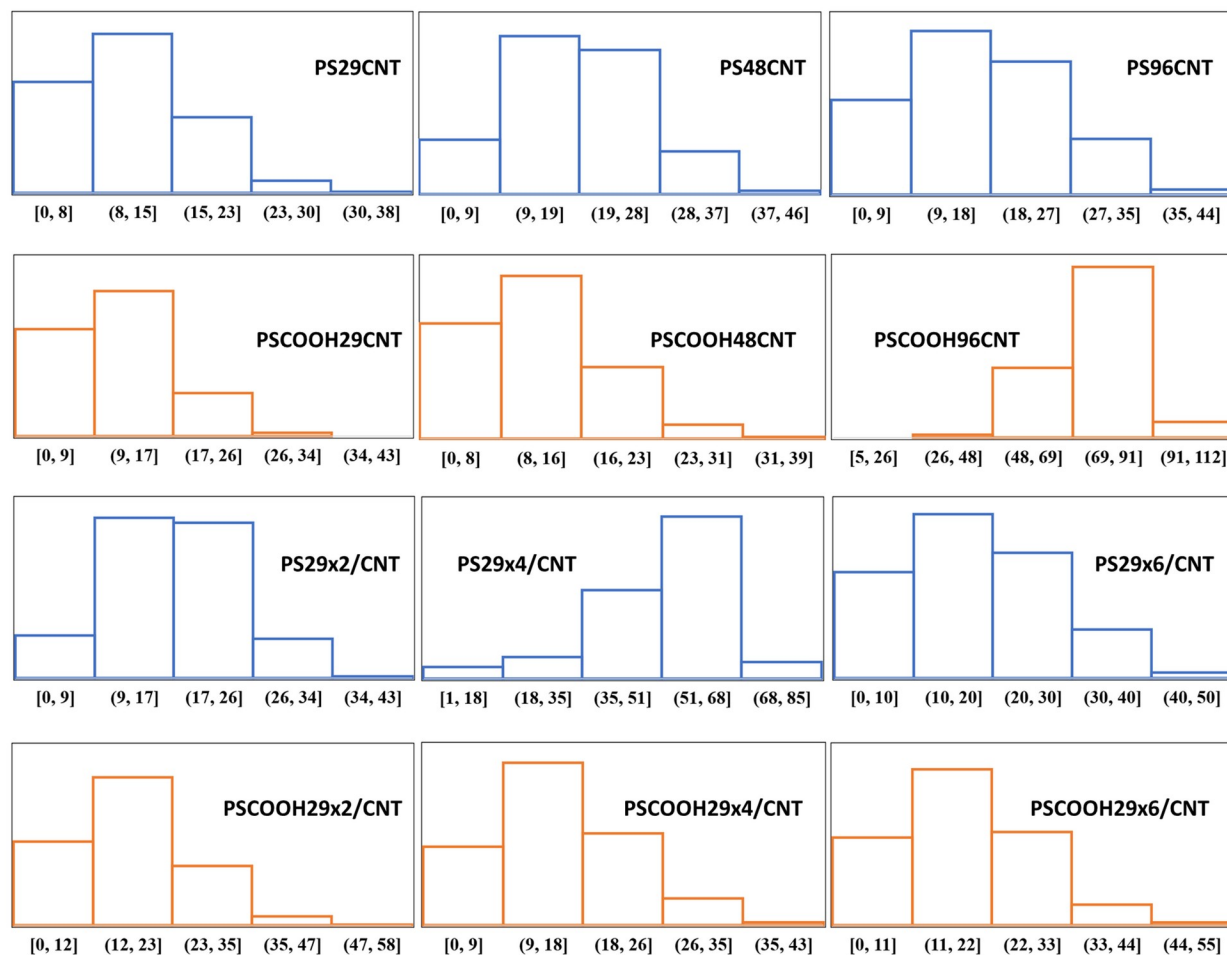 PS29CNT
[0, 8] (8, 15] (15, 23] (23, 30] (30, 38]
PS48CNT
[0, 9] (9, 19] (19, 28] (28, 37] (37, 46]
PS96CNT
[0, 9] (9, 18] (18, 27] (27, 35] (35, 44]
PSCOOH29CNT
[0, 9] (9, 17] (17, 26] (26, 34] (34, 43]
PSCOOH48CNT
[0, 8] (8, 16] (16, 23] (23, 31] (31, 39]
PSCOOH96CNT
[5, 26] (26, 48] (48, 69] (69, 91] (91, 112]
PS29x2/CNT
[0, 9] (9, 17] (17, 26] (26, 34] (34, 43]
PS29x4/CNT
[1, 18] (18, 35] (35, 51] (51, 68] (68, 85]
PS29x6/CNT
[0, 10] (10, 20] (20, 30] (30, 40] (40, 50]
PSCOOH29x2/CNT
[0, 12] (12, 23] (23, 35] (35, 47] (47, 58]
PSCOOH29x4/CNT
[0, 9] (9, 18] (18, 26] (26, 35] (35, 43]
PSCOOH29x6/CNT
[0, 11] (11, 22] (22, 33] (33, 44] (44, 55]